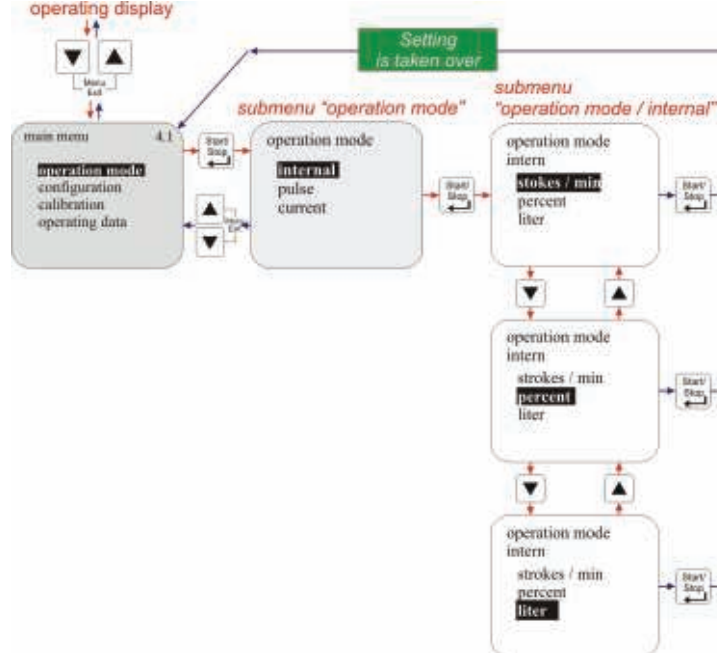 operating display
Menu
Exit
Setting
is taken over
submenu "operation mode"
submenu
"operation mode / internal"
main menu 4.1
operation mode
configuration
calibration
operating data
Start/
Stop
Menu
Exit
operation mode
internal
pulse
current
Start/
Stop
operation mode
intern
stokes / min
percent
liter
Start/
Stop
operation mode
intern
strokes / min
percent
liter
Start/
Stop
operation mode
intern
strokes / min
percent
liter
Start/
Stop